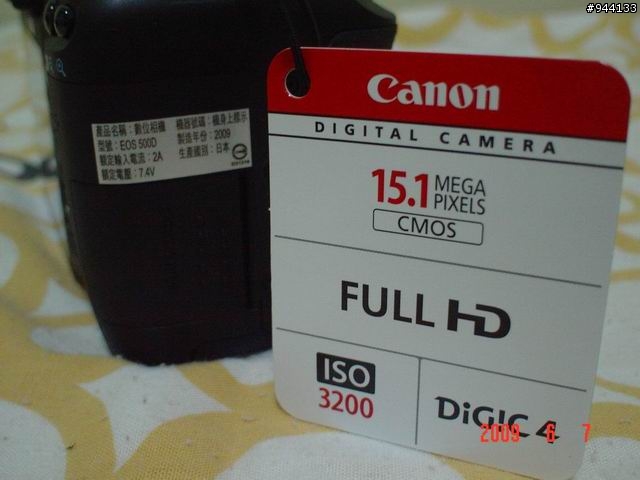 #944133
產品名稱：數位相機
型號：EOS 500D
額定輸入電流：2A
額定電壓：7.4V
機器號碼：機身上標示
製造年份：2009
生產國別：日本
Canon
DIGITAL CAMERA
15.1 MEGA PIXELS
CMOS
FULL HD
ISO
3200
DiGIC 4
2009 6 7